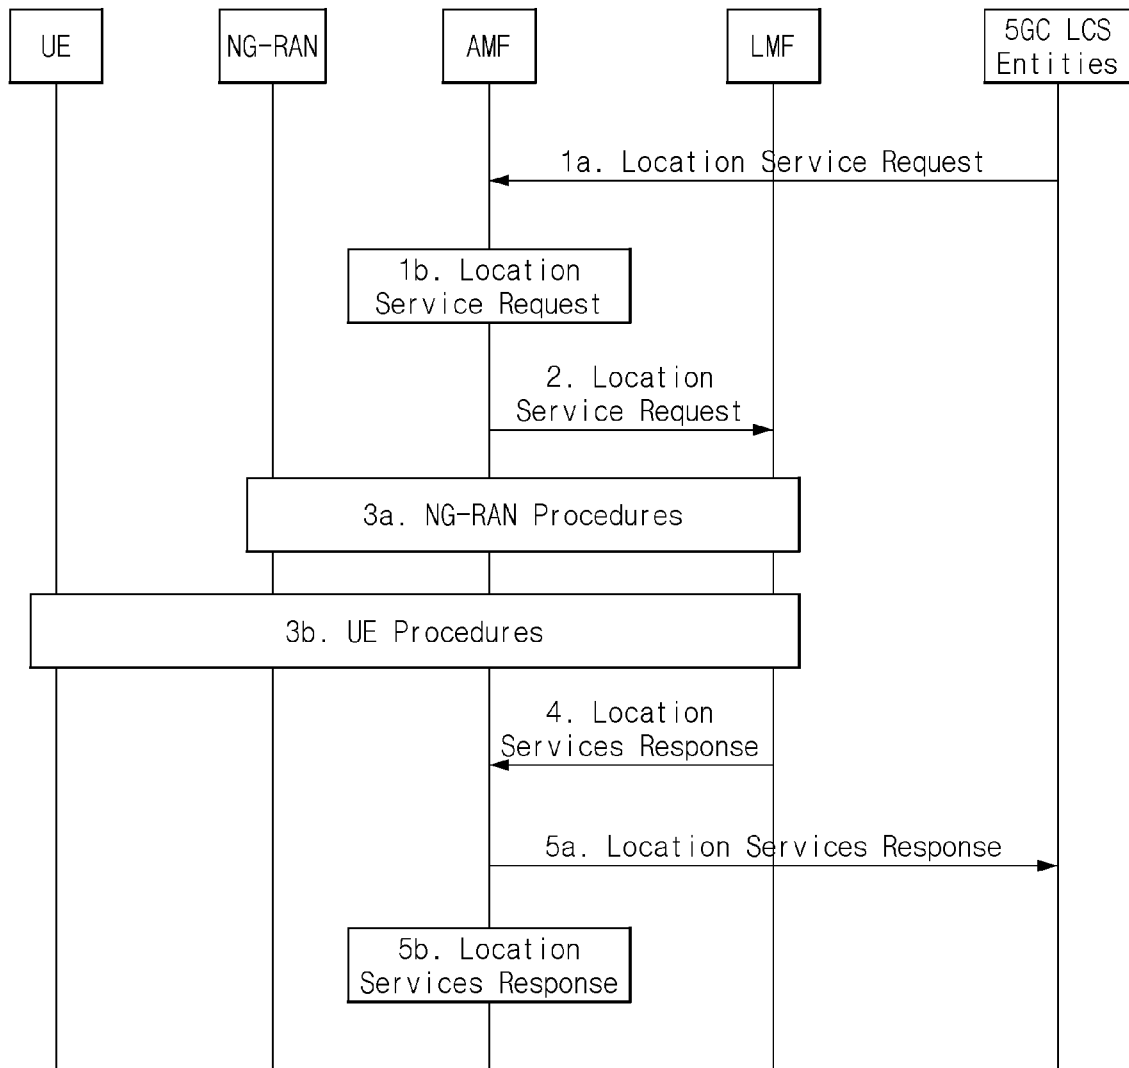 UE
NG-RAN
AMF
LMF
5GC LCS
Entities
1a. Location Service Request
1b. Location
Service Request
2. Location
Service Request
3a. NG-RAN Procedures
3b. UE Procedures
4. Location
Services Response
5a. Location Services Response
5b. Location
Services Response